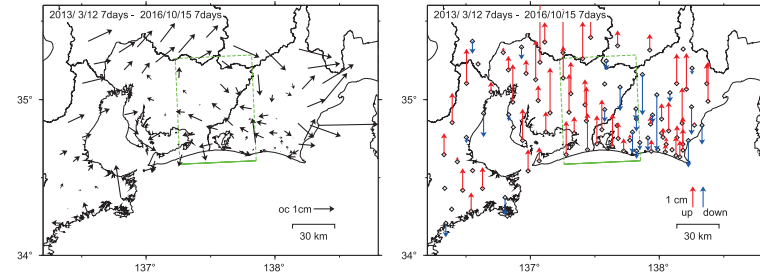 2013/ 3/12 7days - 2016/10/15 7days
35°
34°
137°
138°
oc 1cm
30 km
2013/ 3/12 7days - 2016/10/15 7days
35°
34°
137°
138°
1 cm
up down
30 km